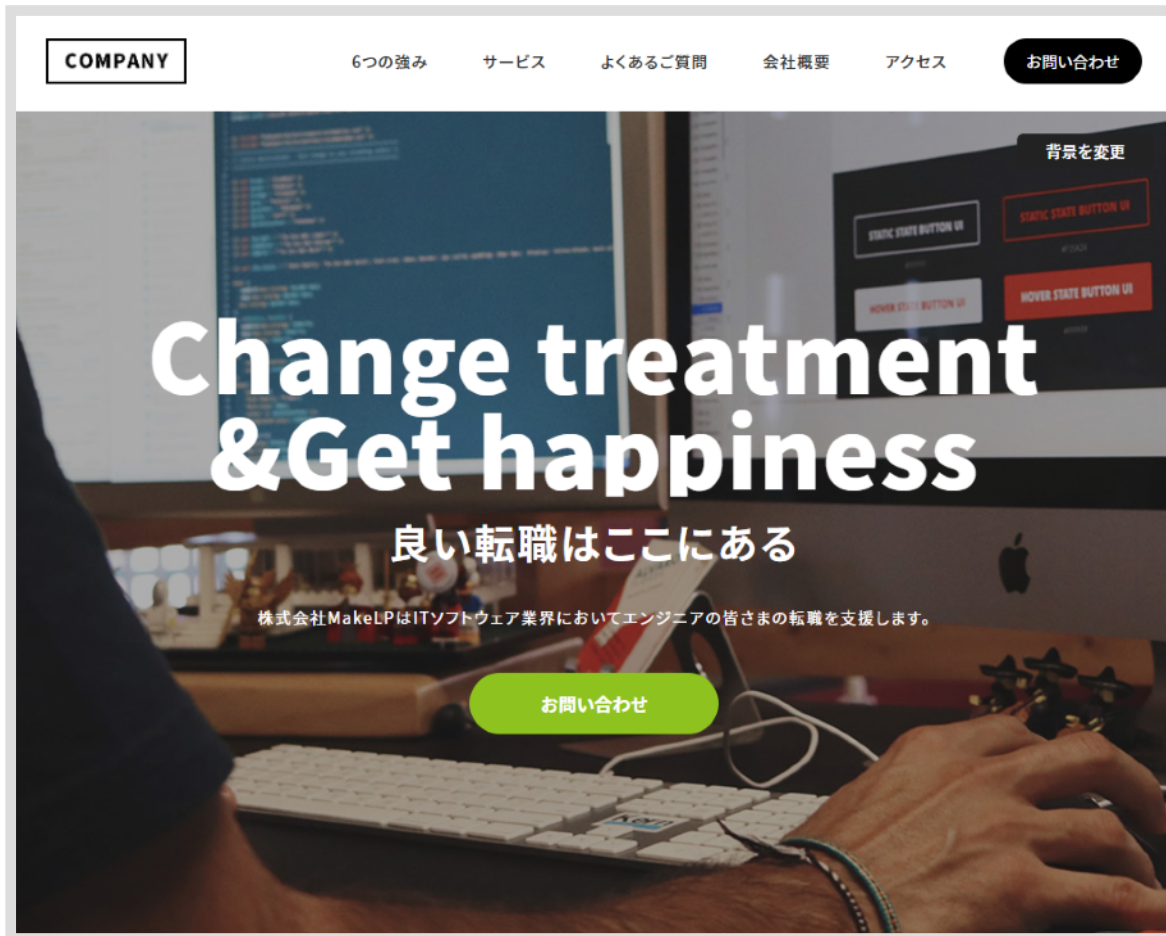 COMPANY
6つの強み
サービス
よくあるご質問
会社概要
アクセス
お問い合わせ
背景を変更
STATIC STATE BUTTON UI
STATIC STATE BUTTON UI
HOVER STATE BUTTON UI
HOVER STATE BUTTON UI
Change treatment
&Get happiness
良い転職はここにある
株式会社MakeLPはITソフトウェア業界においてエンジニアの皆さまの転職を支援します。
お問い合わせ